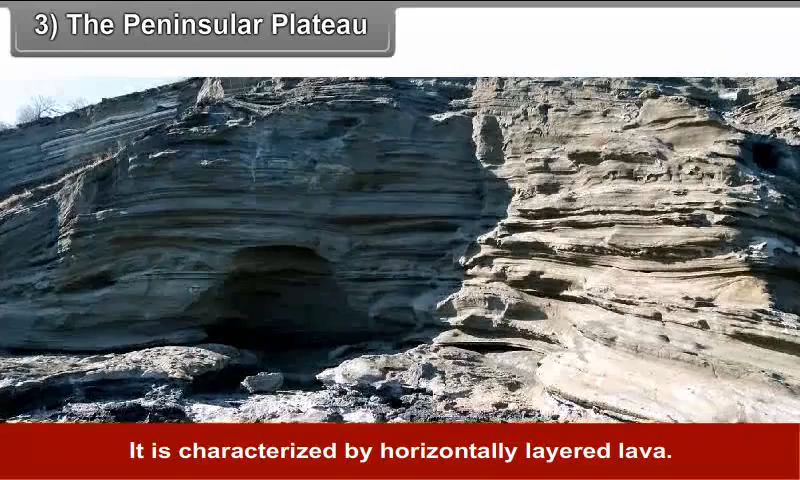 3) The Peninsular Plateau
It is characterized by horizontally layered lava.